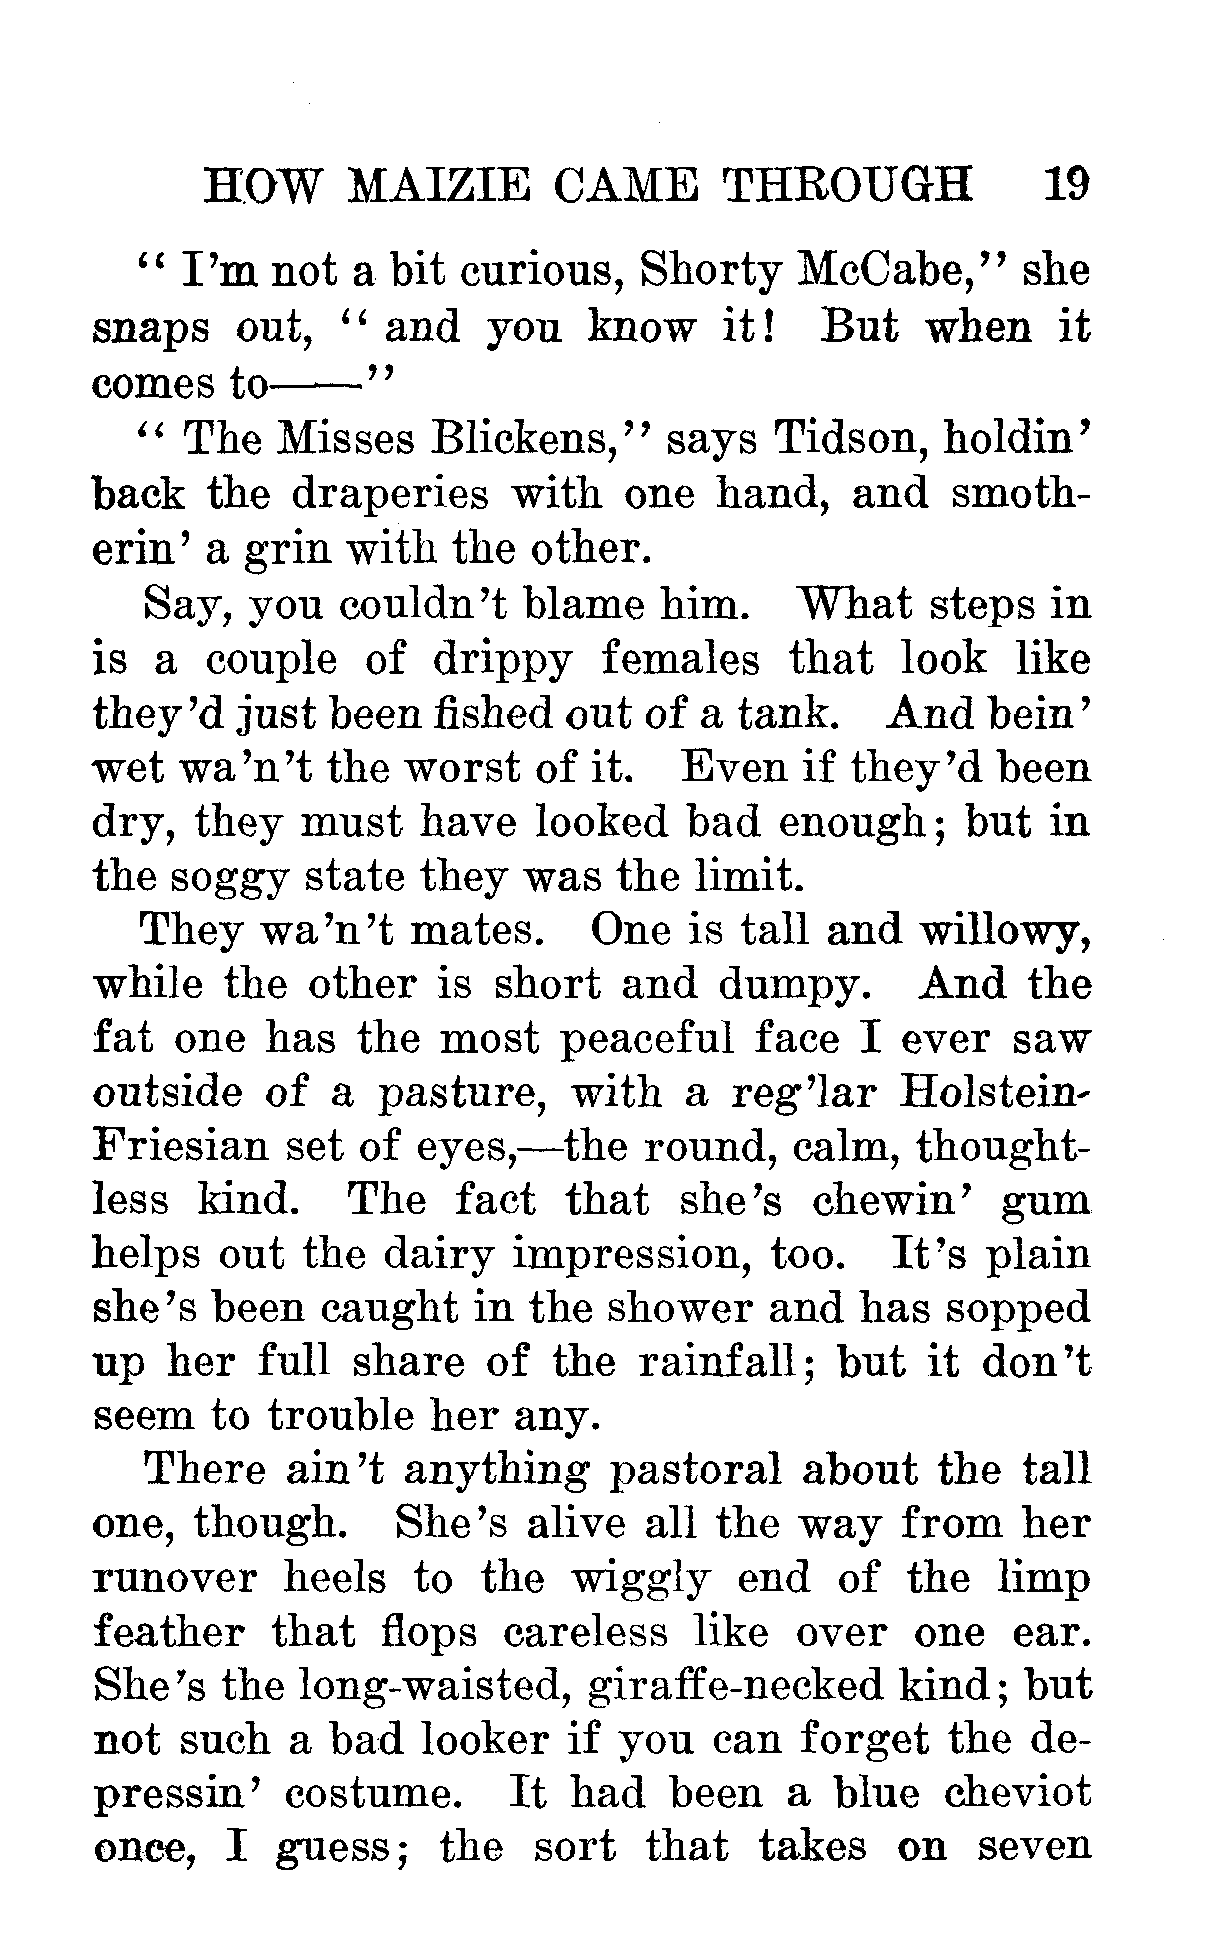 HOW MAIZIE CAME THROUGH 19
“I’m not a bit curious, Shorty McCabe,” she
snaps out, “and you know it! But when it
comes to——”
“The Misses Blickens,” says Tidson, holdin’
back the draperies with one hand, and smoth-
erin’ a grin with the other.
Say, you couldn’t blame him. What steps in
is a couple of drippy females that look like
they’d just been fished out of a tank. And bein’
wet wa’n’t the worst of it. Even if they’d been
dry, they must have looked bad enough; but in
the soggy state they was the limit.
They wa’n’t mates. One is tall and willowy,
while the other is short and dumpy. And the
fat one has the most peaceful face I ever saw
outside of a pasture, with a reg’lar Holstein-
Friesian set of eyes,—the round, calm, thought-
less kind. The fact that she’s chewin’ gum
helps out the dairy impression, too. It’s plain
she’s been caught in the shower and has sopped
up her full share of the rainfall; but it don’t
seem to trouble her any.
There ain’t anything pastoral about the tall
one, though. She’s alive all the way from her
runover heels to the wiggly end of the limp
feather that flops careless like over one ear.
She’s the long-waisted, giraffe-necked kind; but
not such a bad looker if you can forget the de-
pressin’ costume. It had been a blue cheviot
once, I guess; the sort that takes on seven